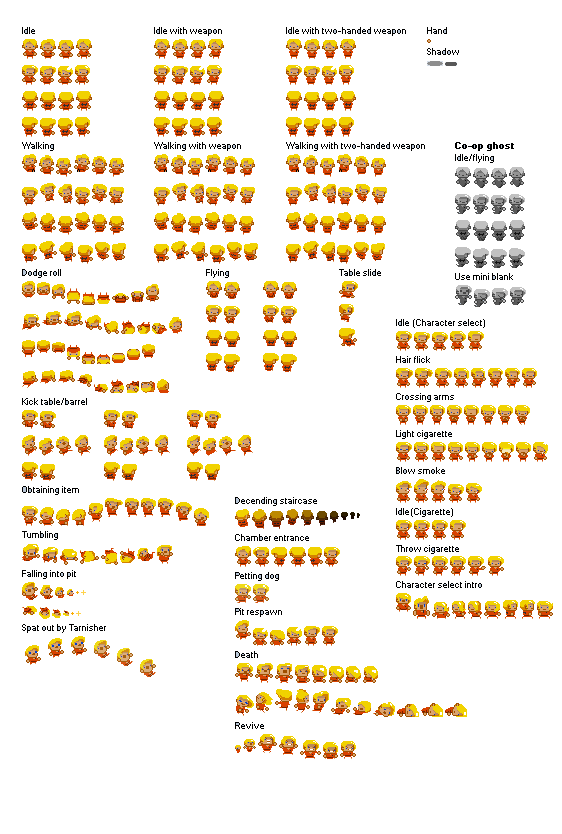 Idle
Idle with weapon
Idle with two-handed weapon
Hand
Shadow
Walking
Walking with weapon
Walking with two-handed weapon
Co-op ghost
Idle/flying
Dodge roll
Flying
Table slide
Use mini blank
Idle (Character select)
Hair flick
Kick table/barrel
Crossing arms
Light cigarette
Blow smoke
Obtaining item
Decending staircase
Idle(Cigarette)
Tumbling
Chamber entrance
Throw cigarette
Falling into pit
Petting dog
Character select intro
Pit respawn
Spat out by Tarnisher
Death
Revive